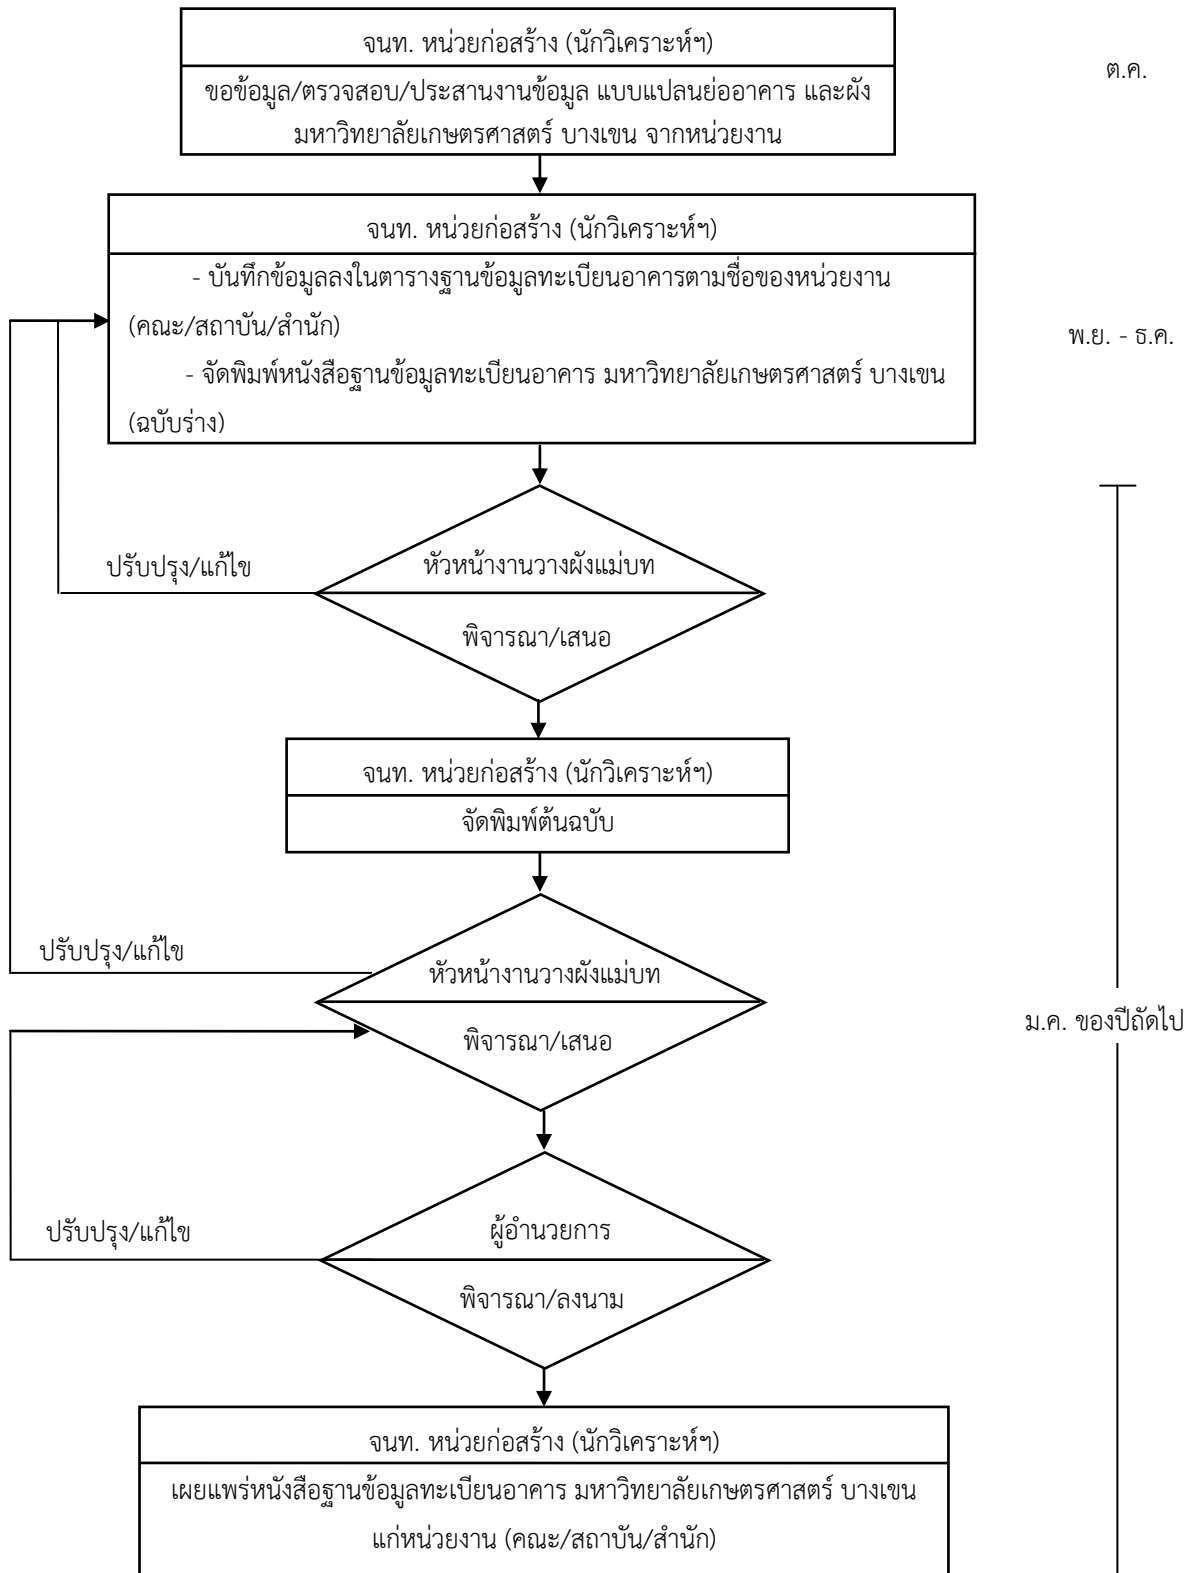 จนท. หน่วยก่อสร้าง (นักวิเคราะห์ฯ)
ต.ค.
ขอข้อมูล/ตรวจสอบ/ประสานงานข้อมูล แบบแปลนย่ออาคาร และผัง
มหาวิทยาลัยเกษตรศาสตร์ บางเขน จากหน่วยงาน
จนท. หน่วยก่อสร้าง (นักวิเคราะห์ฯ)
- บันทึกข้อมูลลงในตารางฐานข้อมูลทะเบียนอาคารตามชื่อของหน่วยงาน
(คณะ/สถาบัน/สำนัก)
พ.ย. - ธ.ค.
- จัดพิมพ์หนังสือฐานข้อมูลทะเบียนอาคาร มหาวิทยาลัยเกษตรศาสตร์ บางเขน
(ฉบับร่าง)
ปรับปรุง/แก้ไข
หัวหน้างานวางผังแม่บท
พิจารณา/เสนอ
จนท. หน่วยก่อสร้าง (นักวิเคราะห์ฯ)
จัดพิมพ์ต้นฉบับ
ปรับปรุง/แก้ไข
หัวหน้างานวางผังแม่บท
ม.ค. ของปีถัดไป
พิจารณา/เสนอ
ปรับปรุง/แก้ไข
ผู้อำนวยการ
พิจารณา/ลงนาม
จนท. หน่วยก่อสร้าง (นักวิเคราะห์ฯ)
เผยแพร่หนังสือฐานข้อมูลทะเบียนอาคาร มหาวิทยาลัยเกษตรศาสตร์ บางเขน
แก่หน่วยงาน (คณะ/สถาบัน/สำนัก)